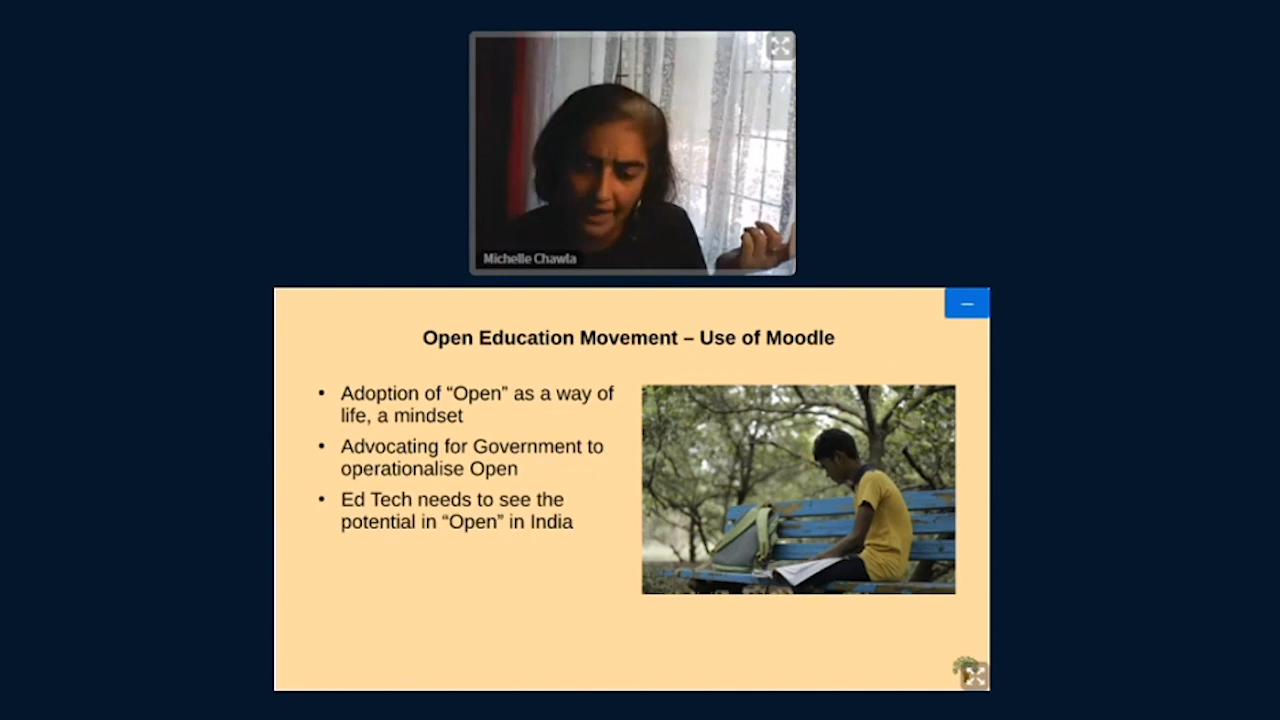 Michelle Chawla
Open Education Movement – Use of Moodle
• Adoption of “Open” as a way of
life, a mindset
• Advocating for Government to
operationalise Open
• Ed Tech needs to see the
potential in “Open” in India